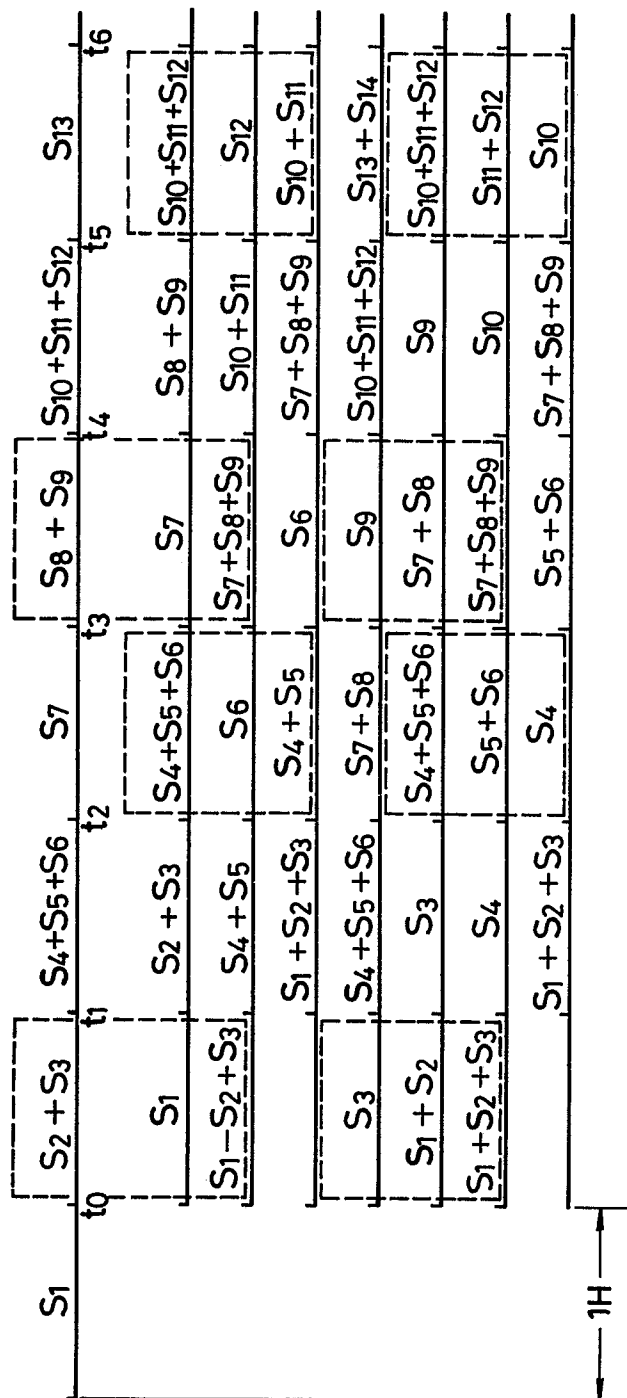 S1 S2 + S3 S4+S5+S6 S7 S8 + S9 S10+S11+S12 S13
t0 t1 t2 t3 t4 t5 t6
S1 S2 + S3 S4+S5+S6 S7 S8 + S9 S10+S11+S12
S1–S2+S3 S4 + S5 S6 S7+S8+S9 S10 + S11 S12
S1 + S2 + S3 S4 + S5 S6 S7 + S8 + S9 S10 + S11
S3 S4 + S5 + S6 S7 + S8 S9 S10+S11+S12 S13 + S14
S1 + S2 S3 S4+S5+S6 S7 + S8 S9 S10+S11+S12
S1+S2+S3 S4 S5 + S6 S7+S8+S9 S10 S11 + S12
S1 + S2 + S3 S4 S5 + S6 S7 + S8 + S9 S10
1H